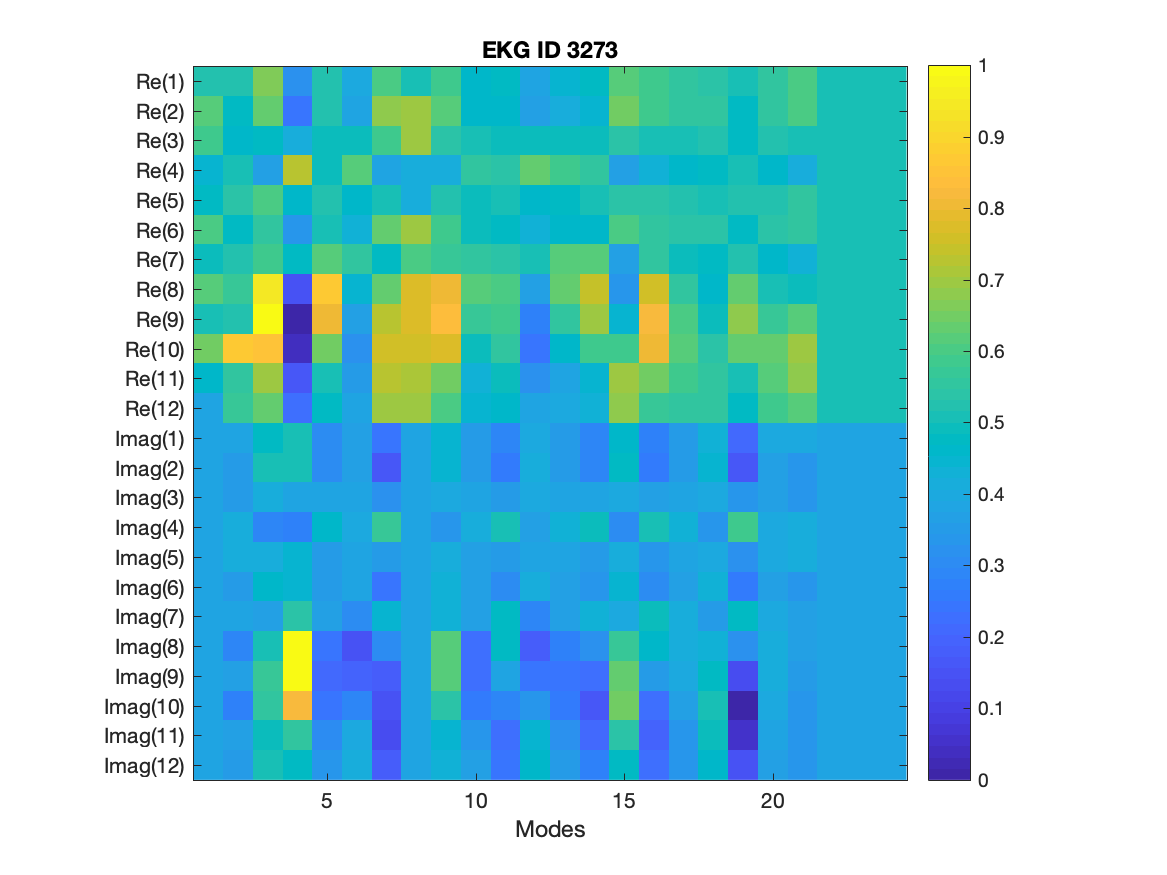 EKG ID 3273
Re(1)
Re(2)
Re(3)
Re(4)
Re(5)
Re(6)
Re(7)
Re(8)
Re(9)
Re(10)
Re(11)
Re(12)
Imag(1)
Imag(2)
Imag(3)
Imag(4)
Imag(5)
Imag(6)
Imag(7)
Imag(8)
Imag(9)
Imag(10)
Imag(11)
Imag(12)
5 10 15 20
Modes
1
0.9
0.8
0.7
0.6
0.5
0.4
0.3
0.2
0.1
0